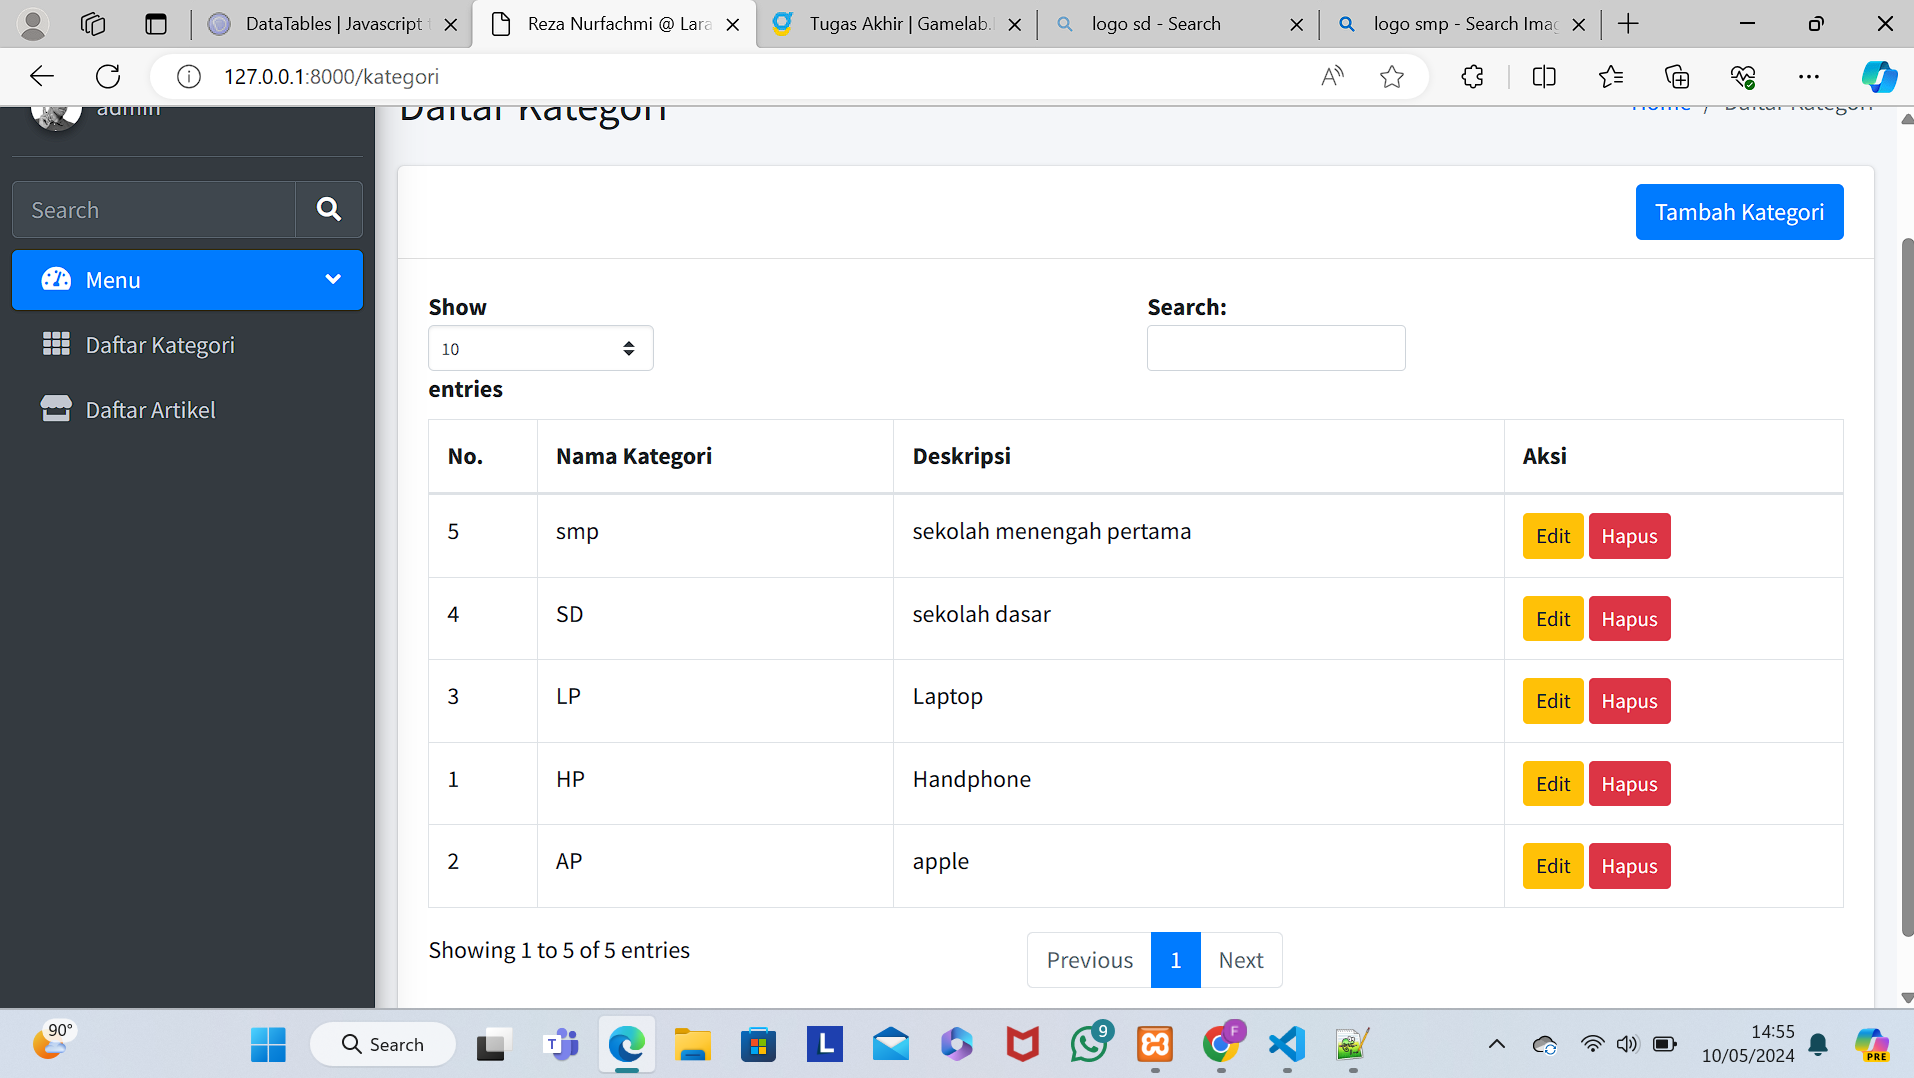 DataTables | Javascript t
Reza Nurfachmi @ Lara
Tugas Akhir | Gamelab.
logo sd - Search
logo smp - Search Imag
127.0.0.1:8000/kategori
admin
Daftar Kategori
Home / Daftar Kategori
Search
Tambah Kategori
Menu
Daftar Kategori
Daftar Artikel
Show
Search:
10
entries
No. Nama Kategori Deskripsi Aksi
5 smp sekolah menengah pertama Edit Hapus
4 SD sekolah dasar Edit Hapus
3 LP Laptop Edit Hapus
1 HP Handphone Edit Hapus
2 AP apple Edit Hapus
Showing 1 to 5 of 5 entries
Previous 1 Next
90°
Search
T
L
9
F
14:55
10/05/2024
PRE